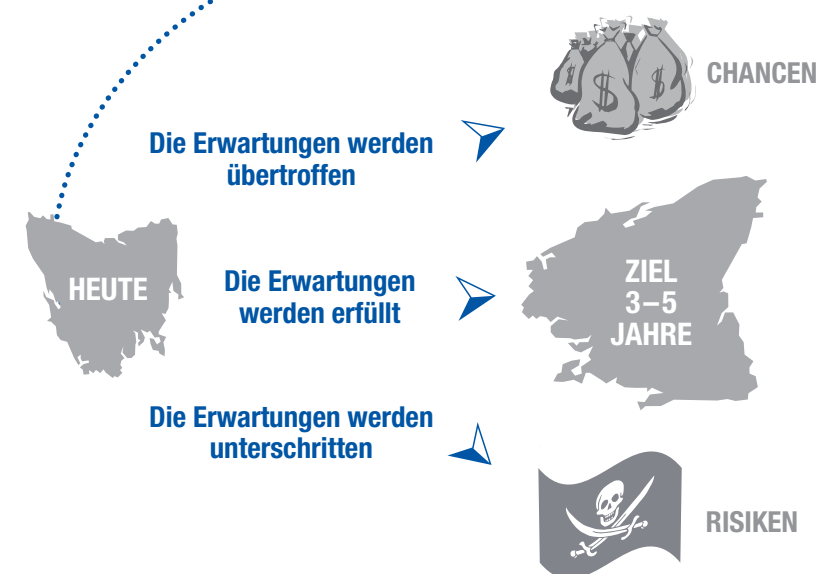 CHANCEN
Die Erwartungen werden
übertroffen
HEUTE
Die Erwartungen
werden erfüllt
ZIEL
3–5
JAHRE
Die Erwartungen werden
unterschritten
RISIKEN
$
$
$